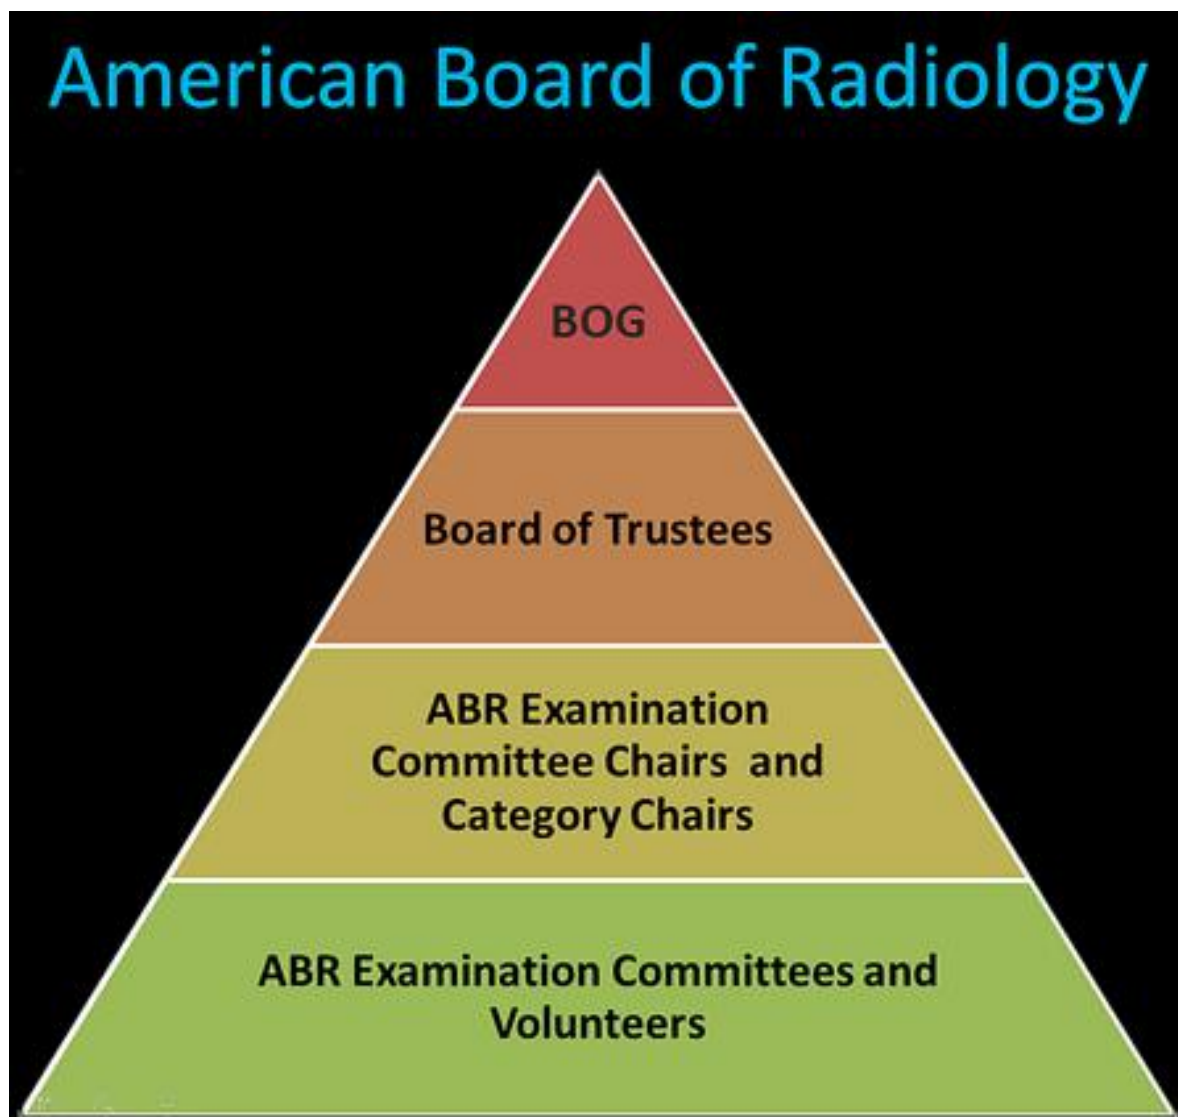 American Board of Radiology
BOG
Board of Trustees
ABR Examination
Committee Chairs and
Category Chairs
ABR Examination Committees and
Volunteers